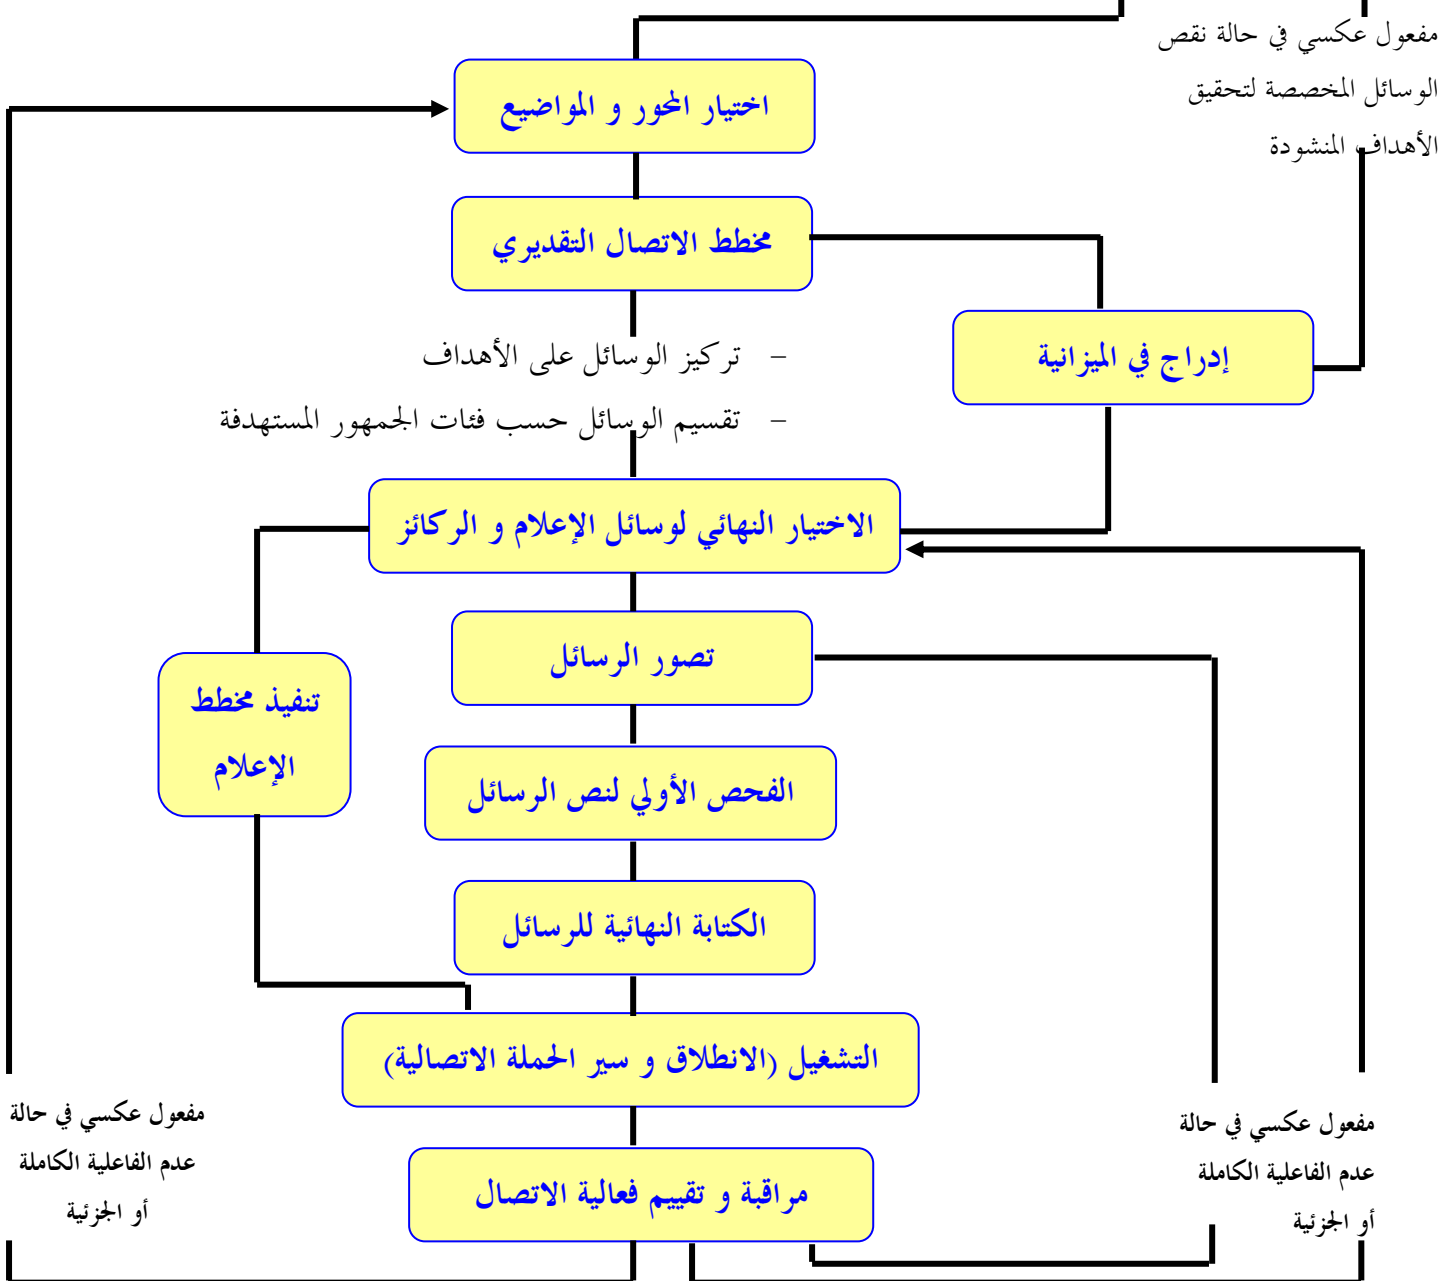 مفعول عكسي في حالة نقص
الوسائل المخصصة لتحقيق
الأهداف المنشودة
اختيار المحور و المواضيع
مخطط الاتصال التقديري
إدراج في الميزانية
- تركيز الوسائل على الأهداف
- تقسيم الوسائل حسب فئات الجمهور المستهدفة
الاختيار النهائي لوسائل الإعلام و الركائز
تصور الرسائل
تنفيذ مخطط
الإعلام
الفحص الأولي لنص الرسائل
الكتابة النهائية للرسائل
التشغيل (الانطلاق و سير الحملة الاتصالية)
مفعول عكسي في حالة
عدم الفاعلية الكاملة
أو الجزئية
مفعول عكسي في حالة
عدم الفاعلية الكاملة
أو الجزئية
مراقبة و تقييم فعالية الاتصال